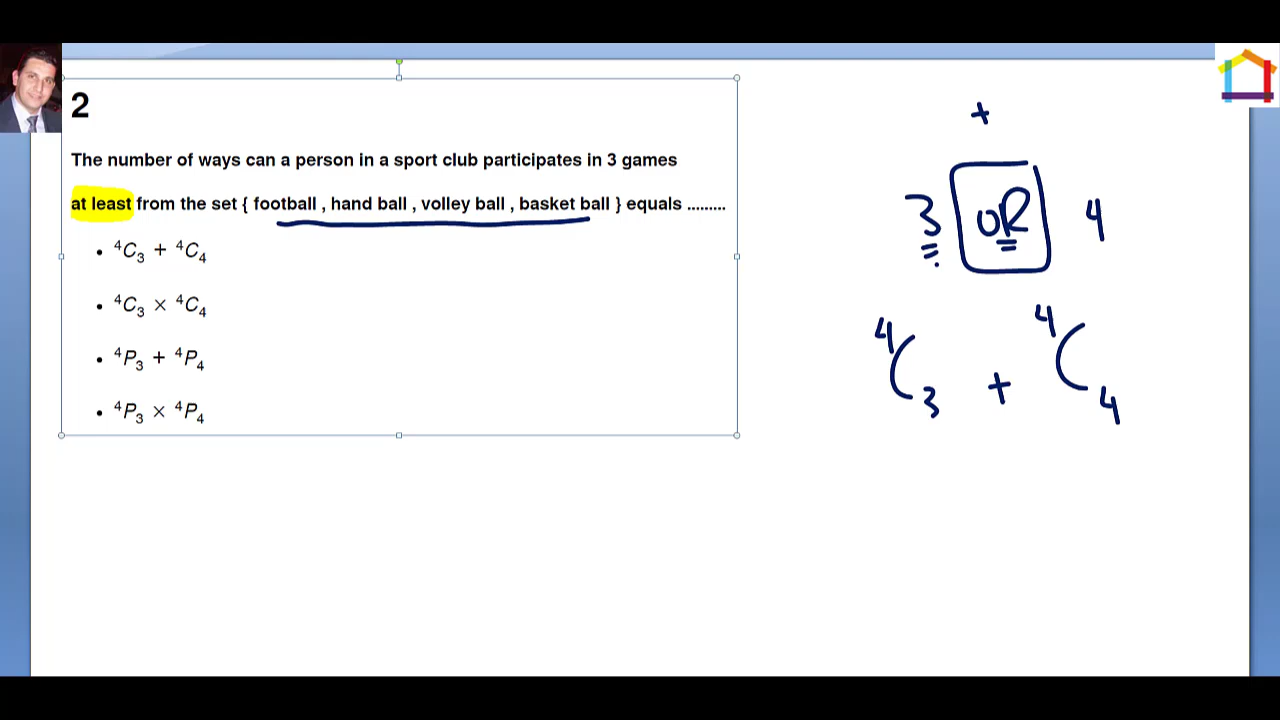 2
The number of ways can a person in a sport club participates in 3 games
at least from the set { football , hand ball , volley ball , basket ball } equals .........
• ⁴C₃ + ⁴C₄
• ⁴C₃ × ⁴C₄
• ⁴P₃ + ⁴P₄
• ⁴P₃ × ⁴P₄
+
3 OR 4
⁴C₃ + ⁴C₄